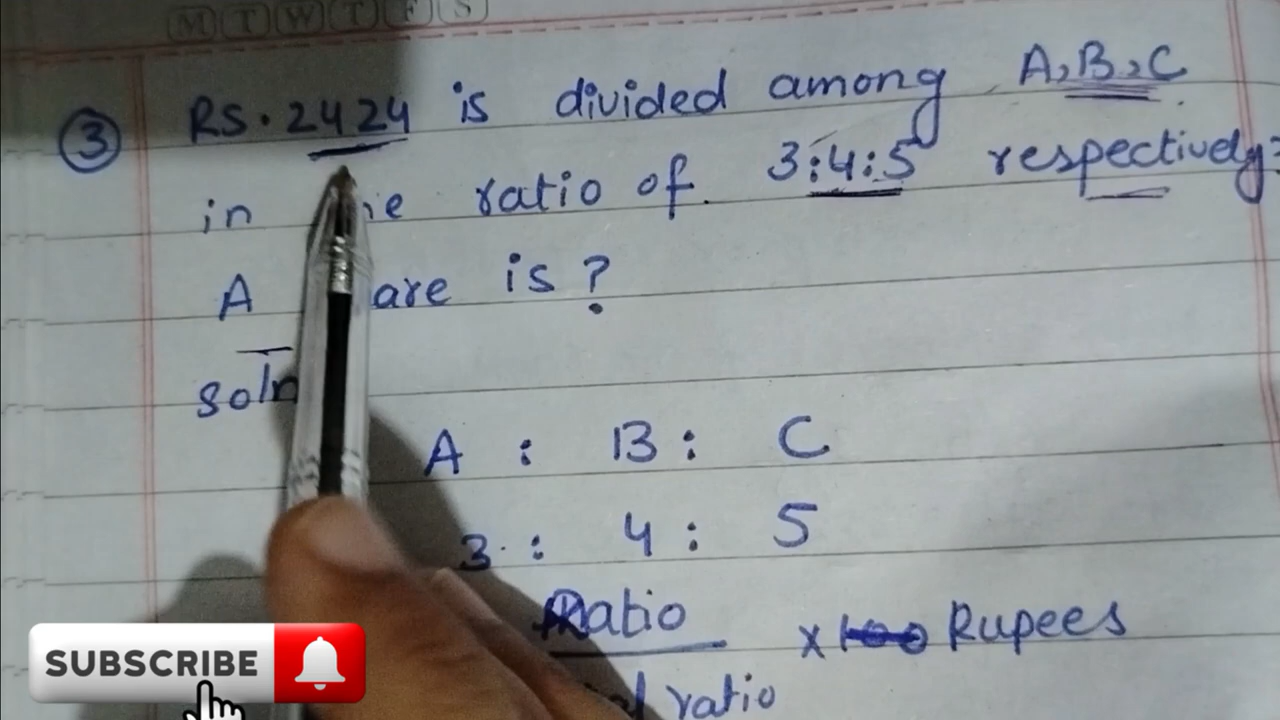 M T W T F S
③ RS. 2424 is divided among A,B,C
in ratio of 3:4:5 respectively:
A is ?
soln
A : B : C
3 : 4 : 5
Ratio x 100 Rupees
ratio
SUBSCRIBE